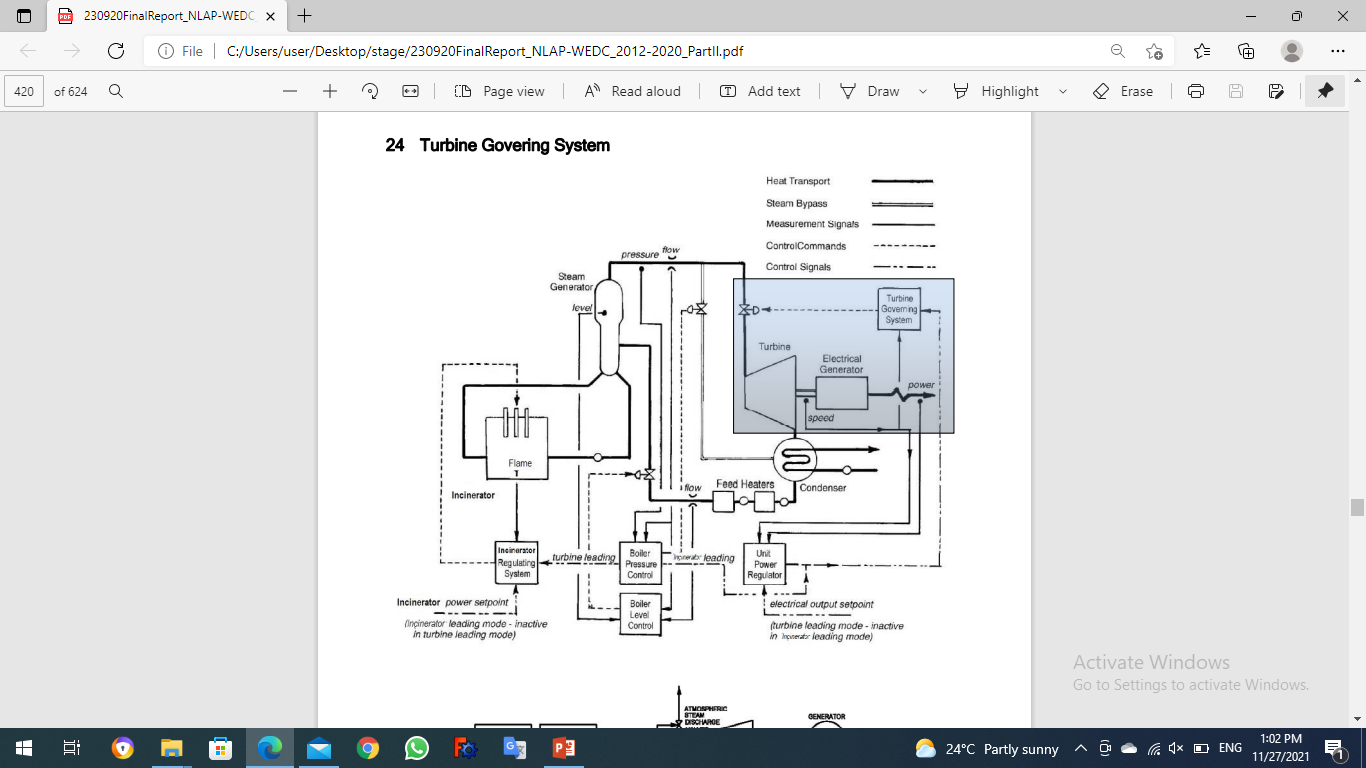 230920FinalReport_NLAP-WEDC
File
C:/Users/user/Desktop/stage/230920FinalReport_NLAP-WEDC_2012-2020_PartII.pdf
420
of 624
Page view
Read aloud
Add text
Draw
Highlight
Erase
24 Turbine Govering System
Heat Transport
Steam Bypass
Measurement Signals
ControlCommands
Control Signals
pressure
flow
Steam
Generator
level
Turbine
Governing
System
Turbine
Electrical
Generator
power
speed
Flame
T
Incinerator
flow
Feed Heaters
Condenser
Incinerator
Regulating
System
turbine leading
Boiler
Pressure
Control
Incinerator leading
Unit
Power
Regulator
Incinerator power setpoint
(Incinerator leading mode - inactive
in turbine leading mode)
Boiler
Level
Control
electrical output setpoint
(turbine leading mode - inactive
in Incinerator leading mode)
Activate Windows
Go to Settings to activate Windows.
ATMOSPHERIC
STEAM
DISCHARGE
GENERATOR
24°C Partly sunny
ENG
1:02 PM
11/27/2021
1